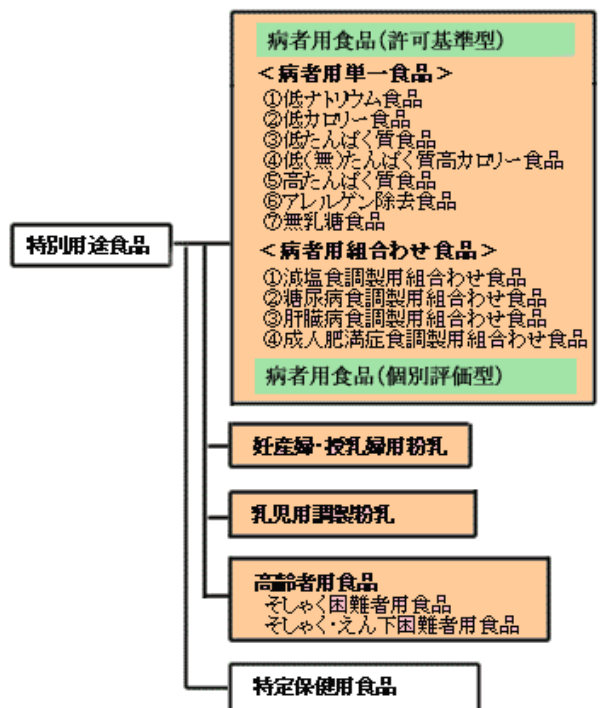 特別用途食品
病者用食品(許可基準型)
<病者用単一食品>
①低ナトリウム食品
②低カロリー食品
③低たんぱく質食品
④低(無)たんぱく質高カロリー食品
⑤高たんぱく質食品
⑥アレルゲン除去食品
⑦無乳糖食品
<病者用組合わせ食品>
①減塩食調製用組合わせ食品
②糖尿病食調製用組合わせ食品
③肝臓病食調製用組合わせ食品
④成人肥満症食調製用組合わせ食品
病者用食品(個別評価型)
妊産婦・授乳婦用粉乳
乳児用調製粉乳
高齢者用食品
そしゃく困難者用食品
そしゃく・えん下困難者用食品
特定保健用食品